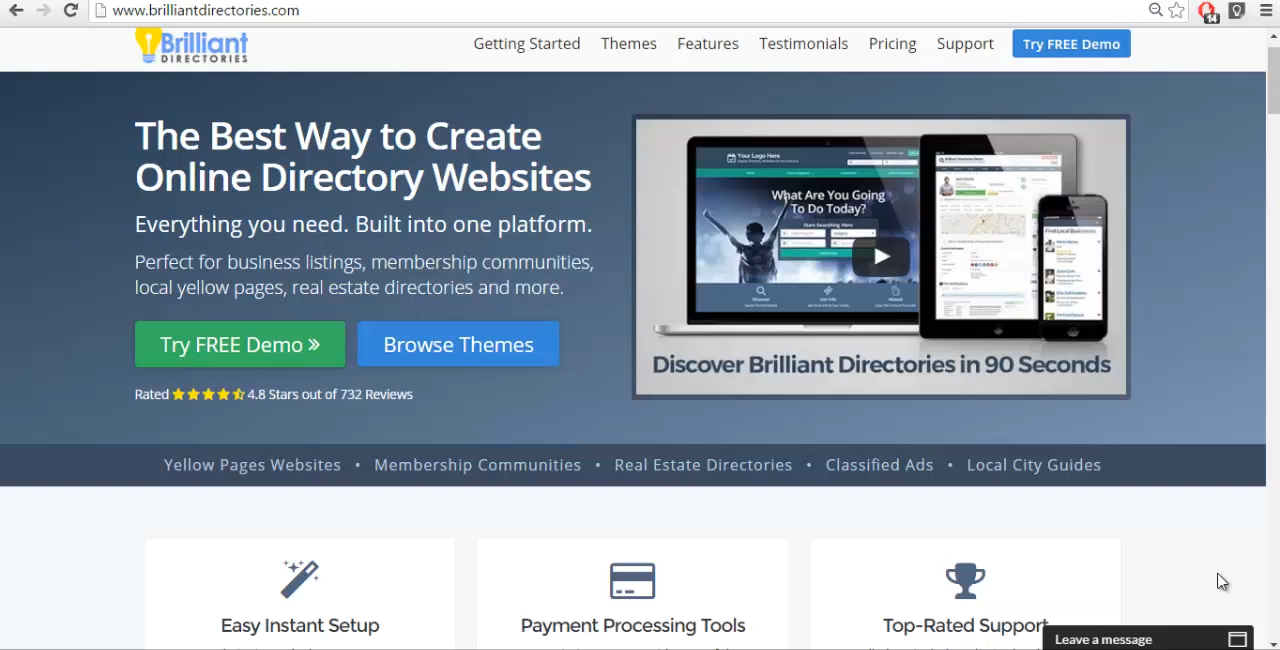 www.brilliantdirectories.com
14
Brilliant
DIRECTORIES
Getting Started
Themes
Features
Testimonials
Pricing
Support
Try FREE Demo
The Best Way to Create
Online Directory Websites
Everything you need. Built into one platform.
Perfect for business listings, membership communities,
local yellow pages, real estate directories and more.
Try FREE Demo »
Browse Themes
Rated 4.8 Stars out of 732 Reviews
Your Logo Here
What Are You Going
To Do Today?
Start Searching Here
Discover Brilliant Directories in 90 Seconds
Yellow Pages Websites • Membership Communities • Real Estate Directories • Classified Ads • Local City Guides
Easy Instant Setup
Payment Processing Tools
Top-Rated Support
Leave a message